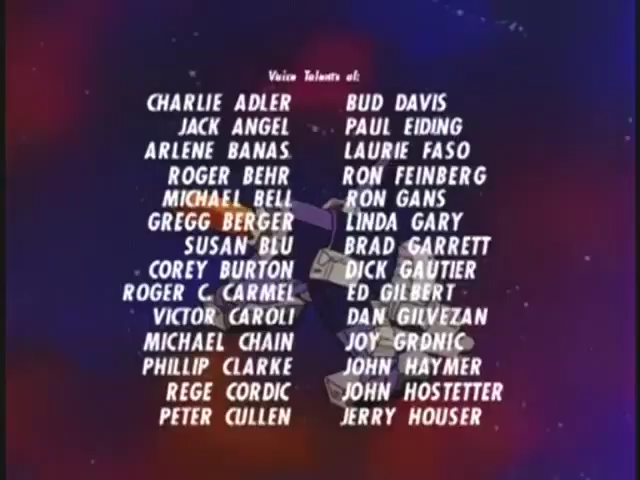 Voice Talents of:
CHARLIE ADLER BUD DAVIS
JACK ANGEL PAUL EIDING
ARLENE BANAS LAURIE FASO
ROGER BEHR RON FEINBERG
MICHAEL BELL RON GANS
GREGG BERGER LINDA GARY
SUSAN BLU BRAD GARRETT
COREY BURTON DICK GAUTIER
ROGER C. CARMEL ED GILBERT
VICTOR CAROLI DAN GILVEZAN
MICHAEL CHAIN JOY GRDNIC
PHILLIP CLARKE JOHN HAYMER
REGE CORDIC JOHN HOSTETTER
PETER CULLEN JERRY HOUSER